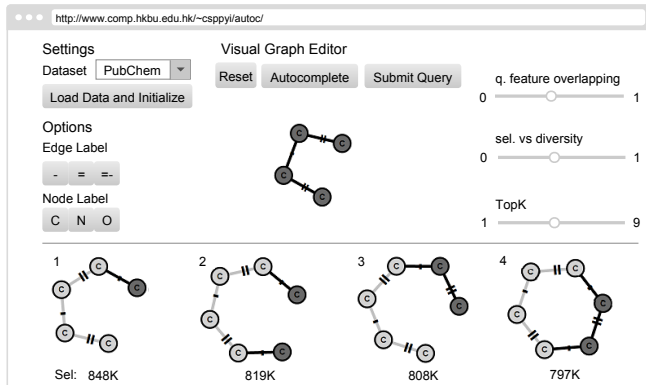 http://www.comp.hkbu.edu.hk/~csppyi/autoc/
Settings
Visual Graph Editor
Dataset PubChem
Reset Autocomplete Submit Query
Load Data and Initialize
q. feature overlapping
0 1
Options
Edge Label
- = =-
sel. vs diversity
0 1
Node Label
C N O
TopK
1 9
C C C C
1 2 3 4
C C C C C
C C C C C C
C C C C C
C C C C C C
Sel: 848K 819K 808K 797K